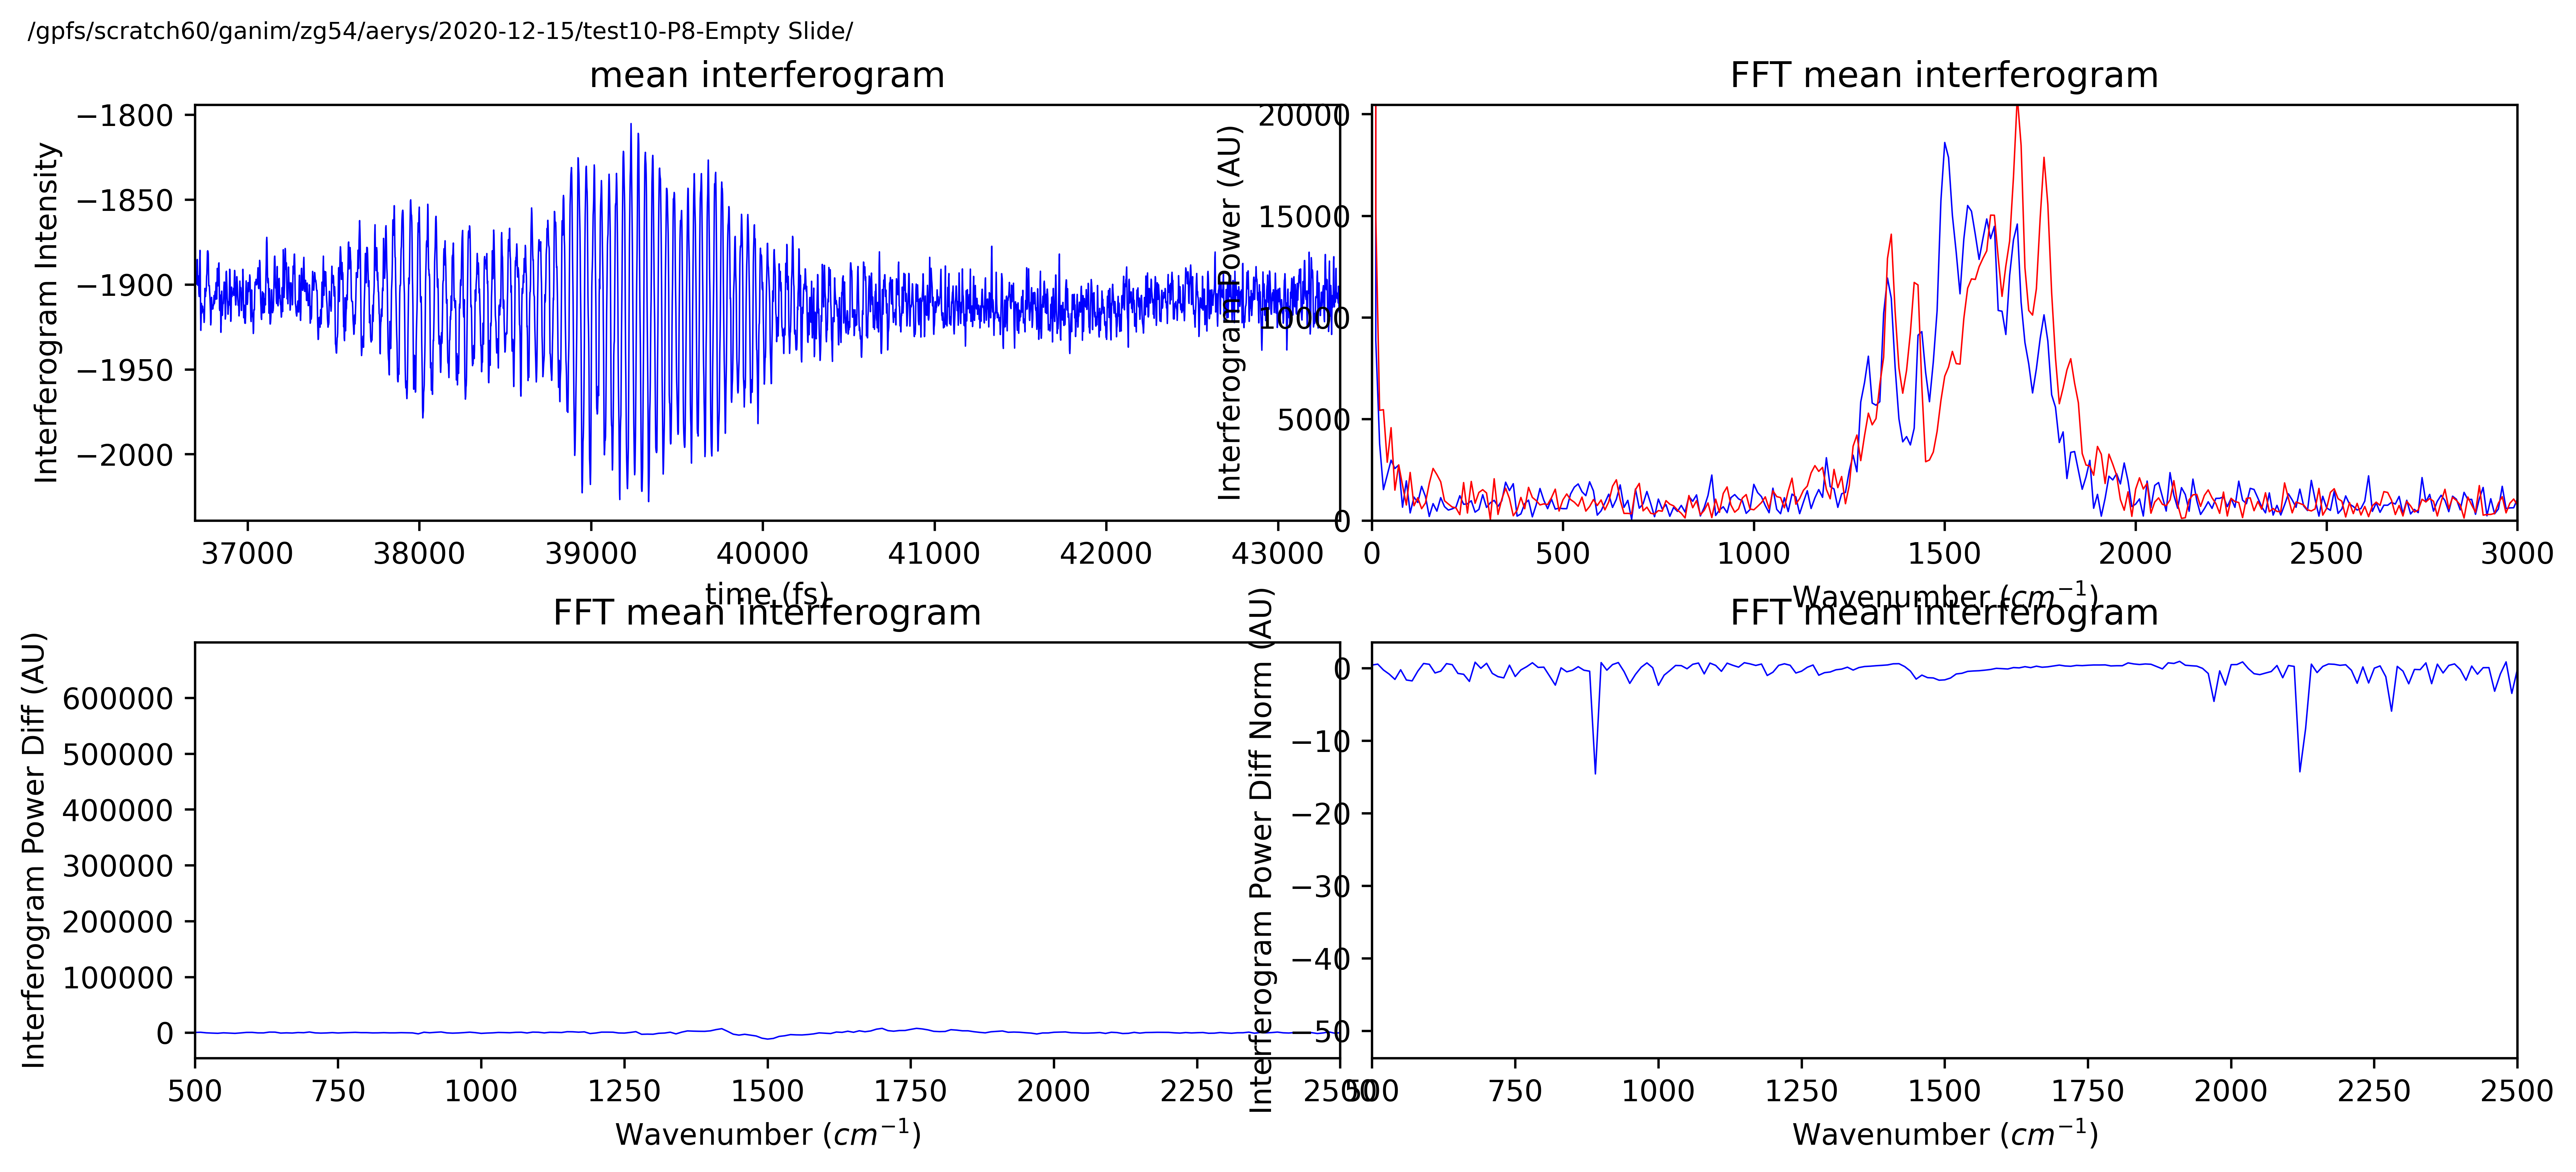 /gpfs/scratch60/ganim/zg54/aerys/2020-12-15/test10-P8-Empty Slide/
mean interferogram
Interferogram Intensity
−1800
−1850
−1900
−1950
−2000
37000 38000 39000 40000 41000 42000 43000
time (fs)
FFT mean interferogram
Interferogram Power (AU)
20000
15000
10000
5000
0
0 500 1000 1500 2000 2500 3000
Wavenumber (cm⁻¹)
FFT mean interferogram
Interferogram Power Diff (AU)
600000
500000
400000
300000
200000
100000
0
500 750 1000 1250 1500 1750 2000 2250 2500
Wavenumber (cm⁻¹)
FFT mean interferogram
Interferogram Power Diff Norm (AU)
0
−10
−20
−30
−40
−50
500 750 1000 1250 1500 1750 2000 2250 2500
Wavenumber (cm⁻¹)